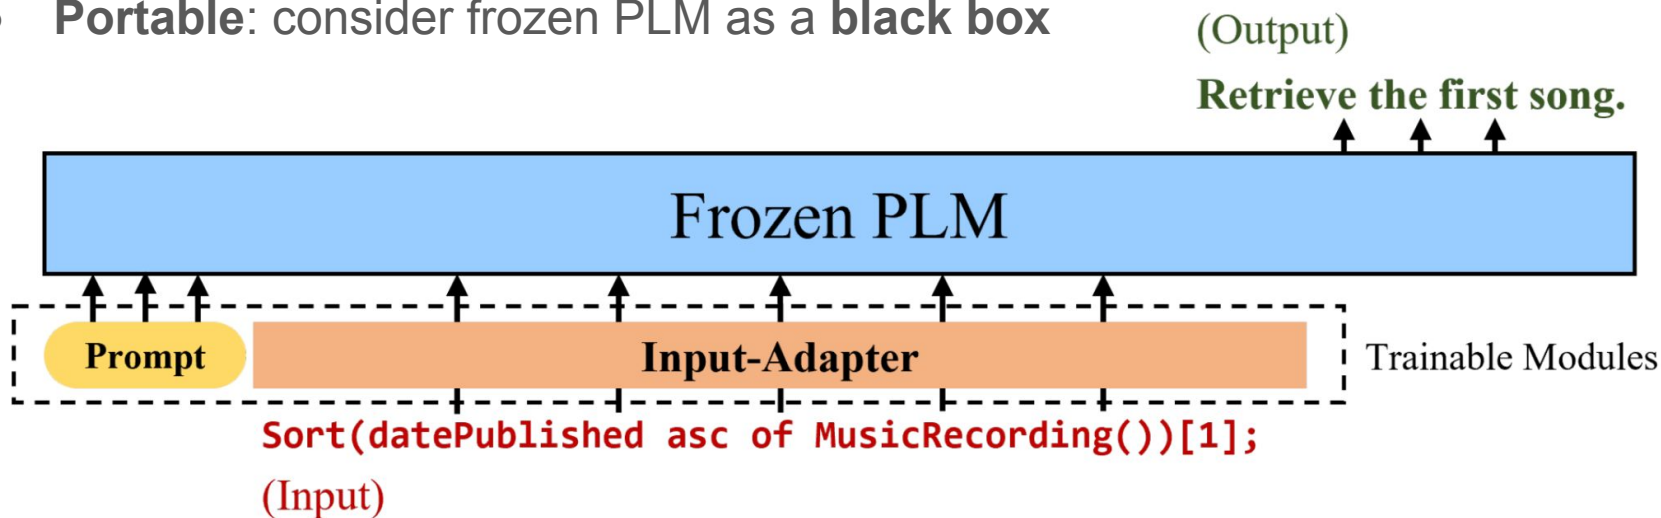 Portable: consider frozen PLM as a black box
(Output)
Retrieve the first song.
Frozen PLM
Prompt
Input-Adapter
Trainable Modules
Sort(datePublished asc of MusicRecording())[1];
(Input)